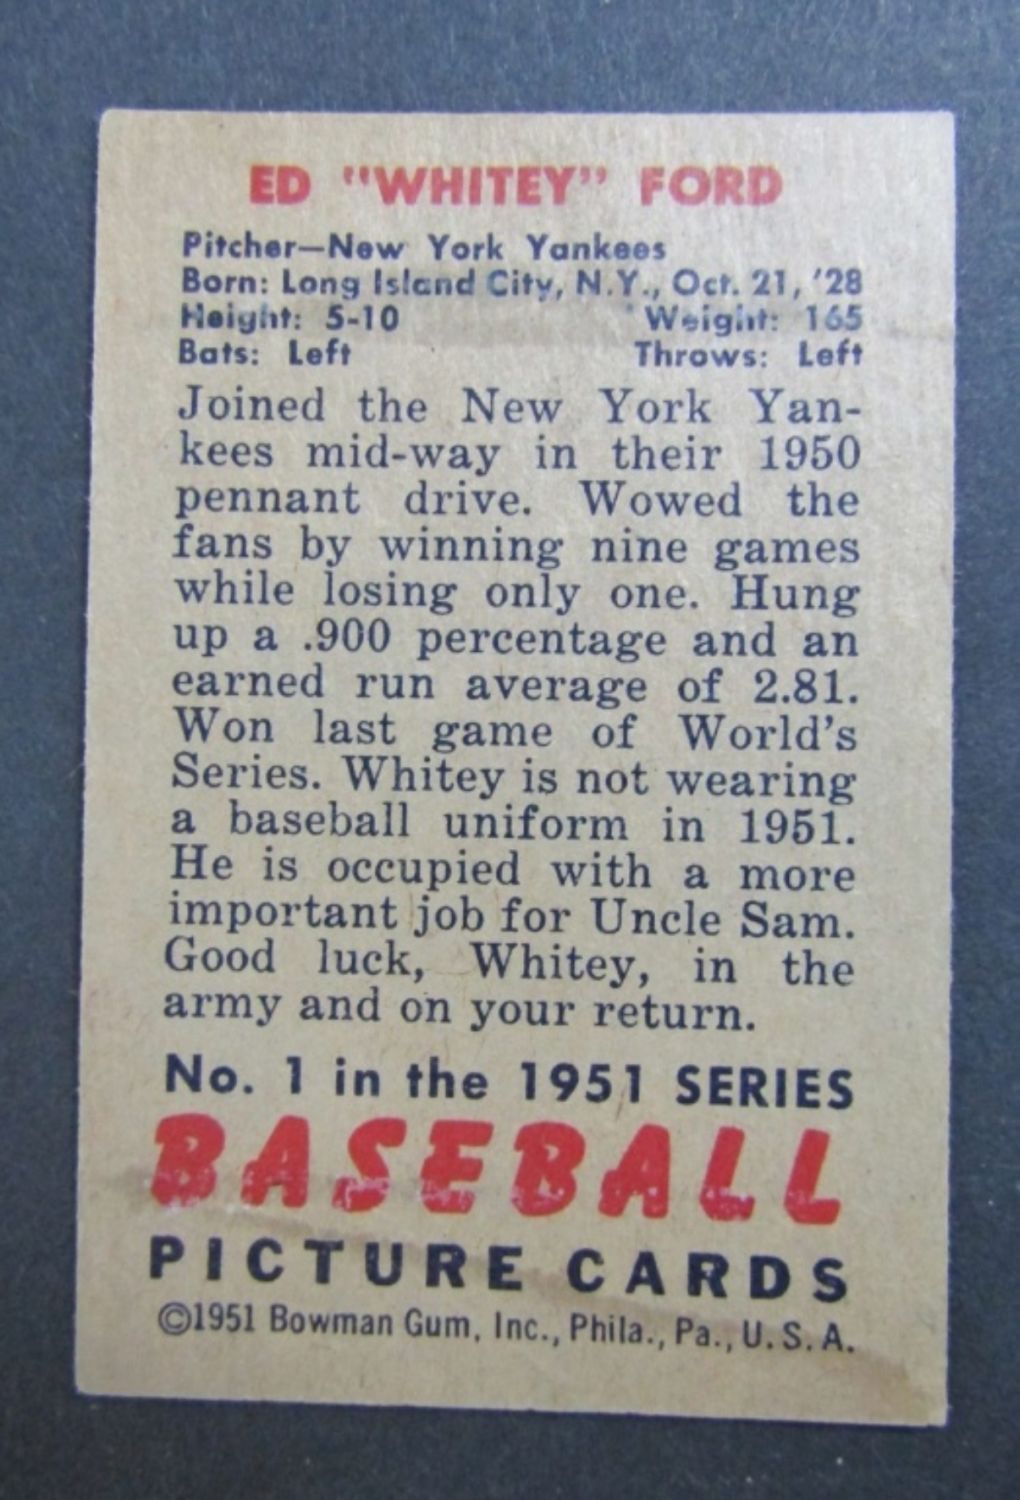 ED "WHITEY" FORD
Pitcher—New York Yankees
Born: Long Island City, N.Y., Oct. 21, '28
Height: 5-10 Weight: 165
Bats: Left Throws: Left
Joined the New York Yan-
kees mid-way in their 1950
pennant drive. Wowed the
fans by winning nine games
while losing only one. Hung
up a .900 percentage and an
earned run average of 2.81.
Won last game of World's
Series. Whitey is not wearing
a baseball uniform in 1951.
He is occupied with a more
important job for Uncle Sam.
Good luck, Whitey, in the
army and on your return.
No. 1 in the 1951 SERIES
BASEBALL
PICTURE CARDS
©1951 Bowman Gum, Inc., Phila., Pa., U. S. A.